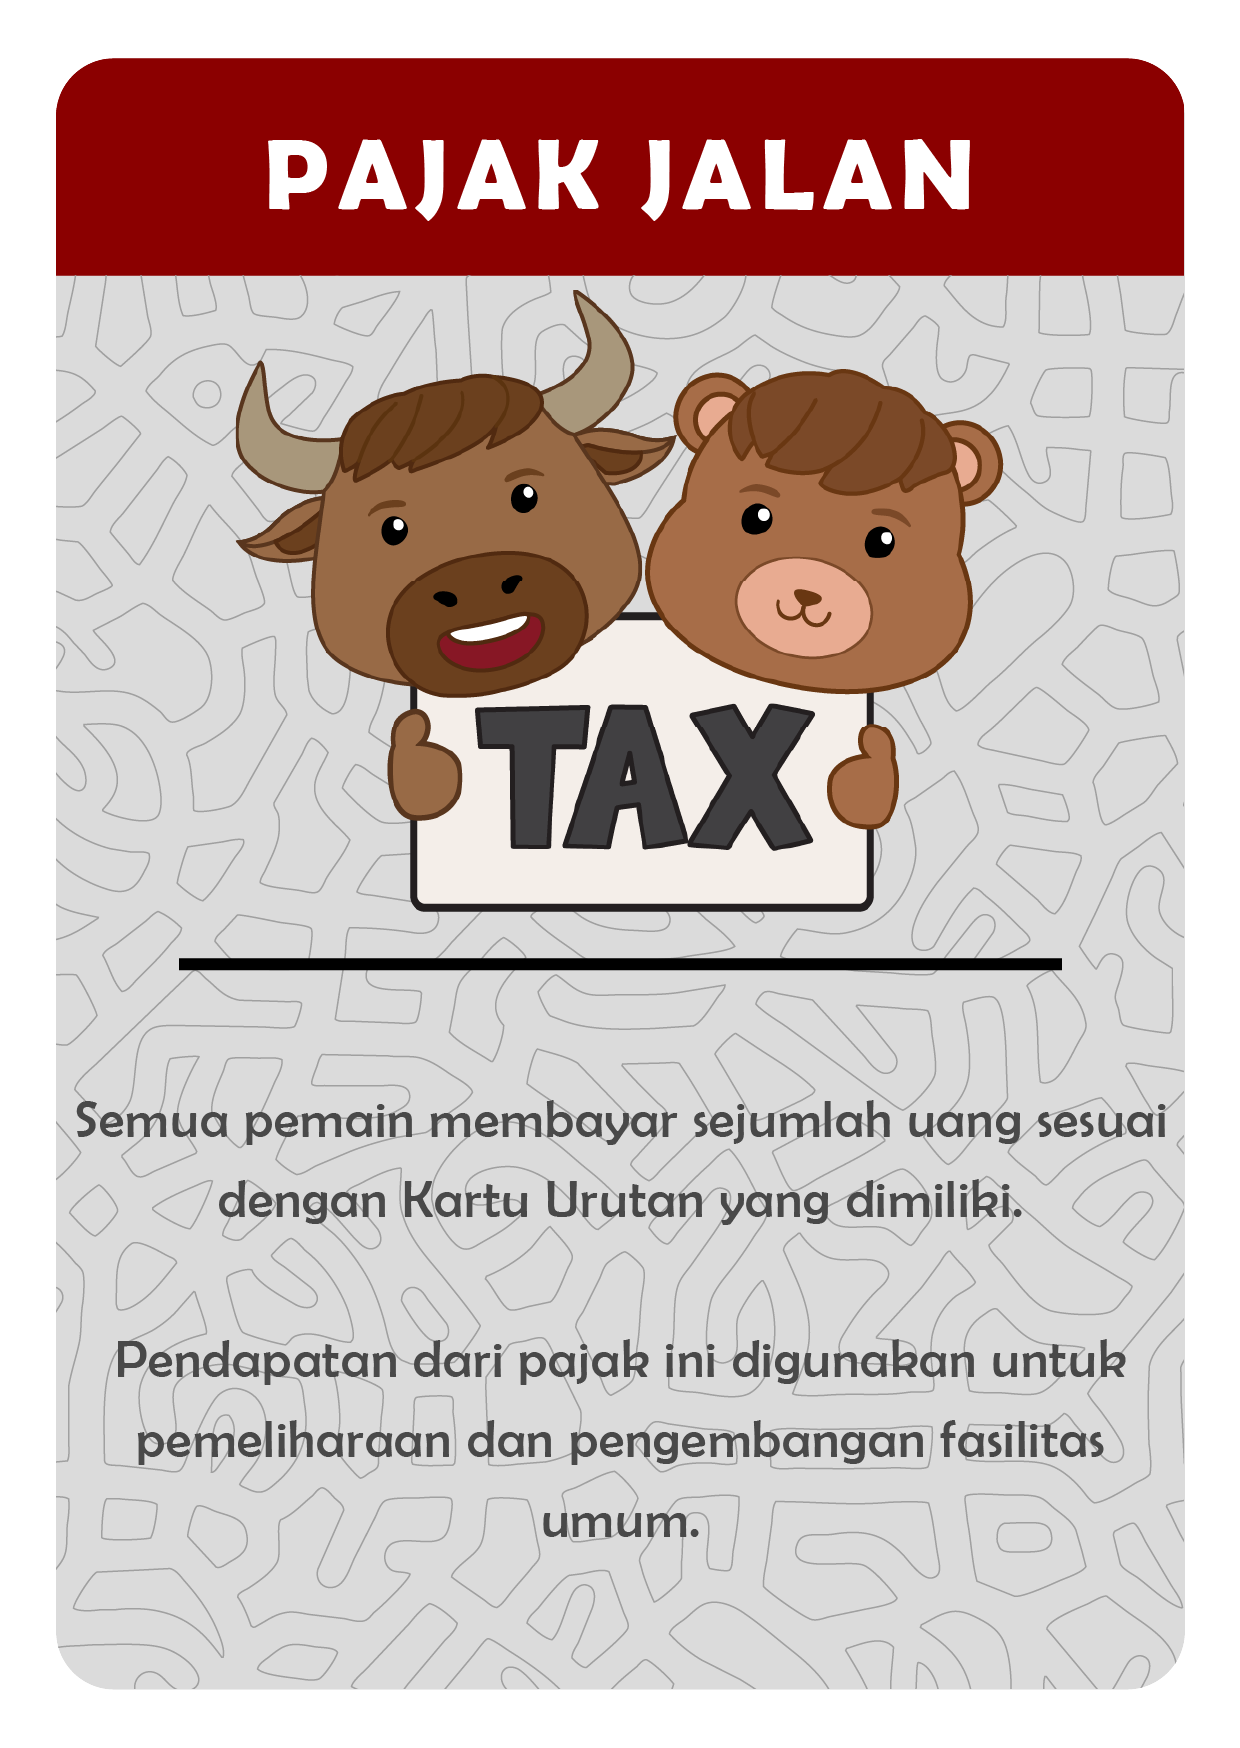 PAJAK JALAN
TAX
Semua pemain membayar sejumlah uang sesuai
dengan Kartu Urutan yang dimiliki.
Pendapatan dari pajak ini digunakan untuk
pemeliharaan dan pengembangan fasilitas
umum.